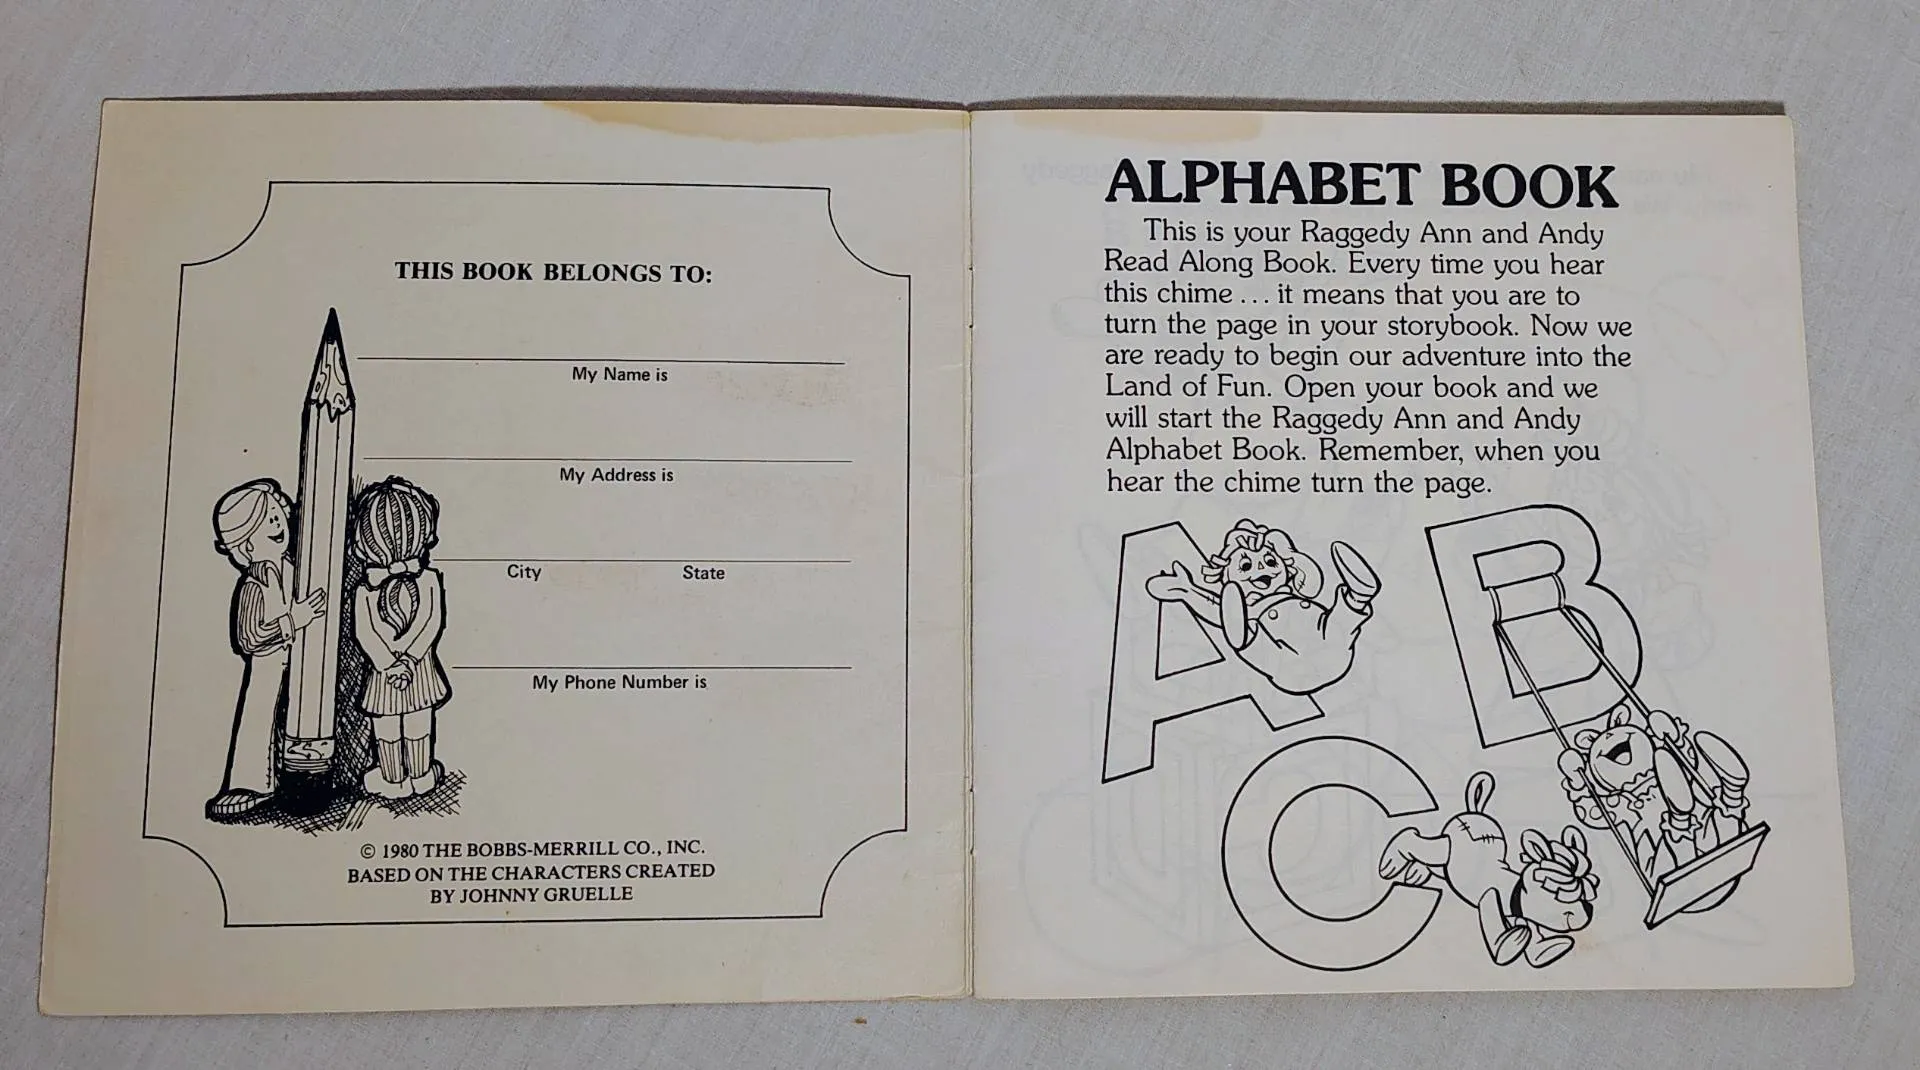 THIS BOOK BELONGS TO:
My Name is
My Address is
City State
My Phone Number is
© 1980 THE BOBBS-MERRILL CO., INC.
BASED ON THE CHARACTERS CREATED
BY JOHNNY GRUELLE
ALPHABET BOOK
This is your Raggedy Ann and Andy
Read Along Book. Every time you hear
this chime ... it means that you are to
turn the page in your storybook. Now we
are ready to begin our adventure into the
Land of Fun. Open your book and we
will start the Raggedy Ann and Andy
Alphabet Book. Remember, when you
hear the chime turn the page.
A B
C